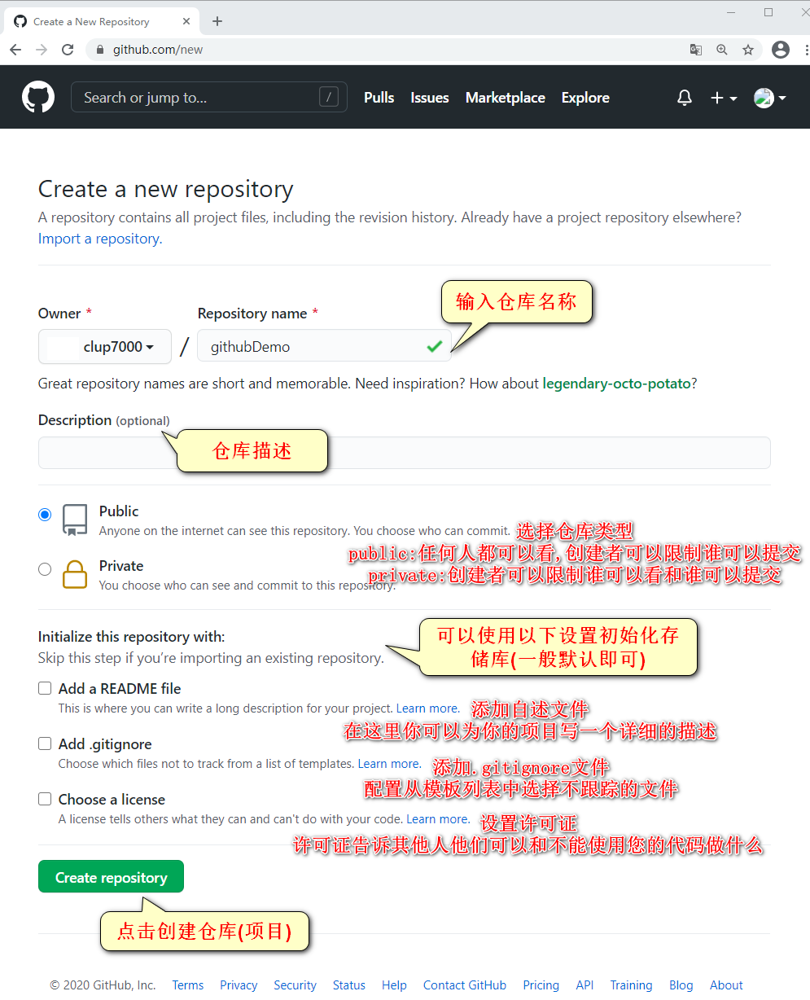 Create a New Repository
github.com/new
Search or jump to... /
Pulls Issues Marketplace Explore
Create a new repository
A repository contains all project files, including the revision history. Already have a project repository elsewhere?
Import a repository.
输入仓库名称
Owner * Repository name *
clup7000 / githubDemo
Great repository names are short and memorable. Need inspiration? How about legendary-octo-potato?
Description (optional)
仓库描述
Public
Anyone on the internet can see this repository. You choose who can commit.
选择仓库类型
public:任何人都可以看,创建者可以限制谁可以提交
Private
private:创建者可以限制谁可以看和谁可以提交
You choose who can see and commit to this repository.
Initialize this repository with:
Skip this step if you’re importing an existing repository.
可以使用以下设置初始化存
储库(一般默认即可)
Add a README file
This is where you can write a long description for your project. Learn more.
添加自述文件
在这里你可以为你的项目写一个详细的描述
Add .gitignore
Choose which files not to track from a list of templates. Learn more.
添加.gitignore文件
配置从模板列表中选择不跟踪的文件
Choose a license
A license tells others what they can and can't do with your code. Learn more.
设置许可证
许可证告诉其他人他们可以和不能使用您的代码做什么
Create repository
点击创建仓库(项目)
© 2020 GitHub, Inc. Terms Privacy Security Status Help Contact GitHub Pricing API Training Blog About